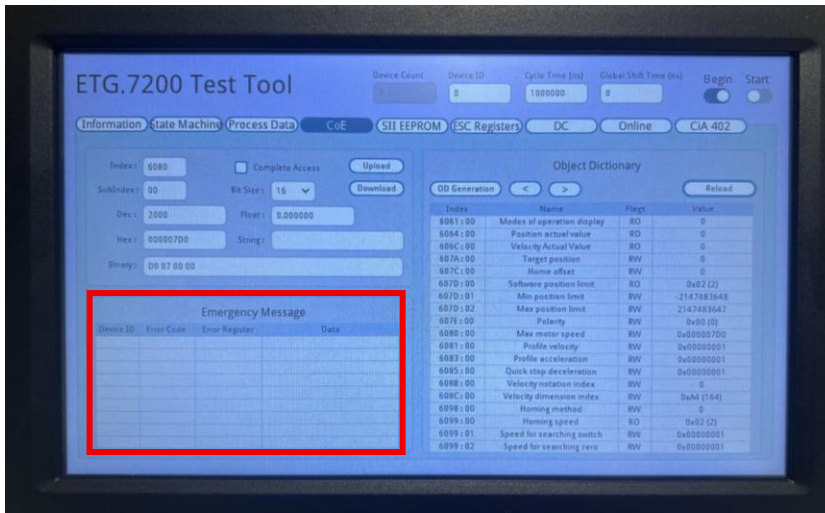 ETG.7200 Test Tool
Device Count Device ID Cycle Time (ns) Global Shift Time (ns) Begin Start
1 0 1000000 0
Information State Machine Process Data CoE SII EEPROM ESC Registers DC Online CiA 402
Index: 6080 Complete Access Upload
SubIndex: 00 Bit Size: 16 Download
Dec: 2000 Float: 0.000000
Hex: 000007D0 String:
Binary: D0 07 00 00
Emergency Message
Device ID Error Code Error Register Data
Object Dictionary
OD Generation < > Reload
Index Name Flags Value
6061:00 Modes of operation display RO 0
6064:00 Position actual value RO 0
606C:00 Velocity Actual Value RO 0
607A:00 Target position RW 0
607C:00 Home offset RW 0
607D:00 Software position limit RO 0x02 (2)
607D:01 Min position limit RW -2147483648
607D:02 Max position limit RW 2147483647
607E:00 Polarity RW 0x00 (0)
6080:00 Max motor speed RW 0x000007D0
6081:00 Profile velocity RW 0x00000001
6083:00 Profile acceleration RW 0x00000001
6085:00 Quick stop deceleration RW 0x00000001
608B:00 Velocity notation index RW 0
608C:00 Velocity dimension index RW 0xA4 (164)
6098:00 Homing method RW 0
6099:00 Homing speed RO 0x02 (2)
6099:01 Speed for searching switch RW 0x00000001
6099:02 Speed for searching zero RW 0x00000001